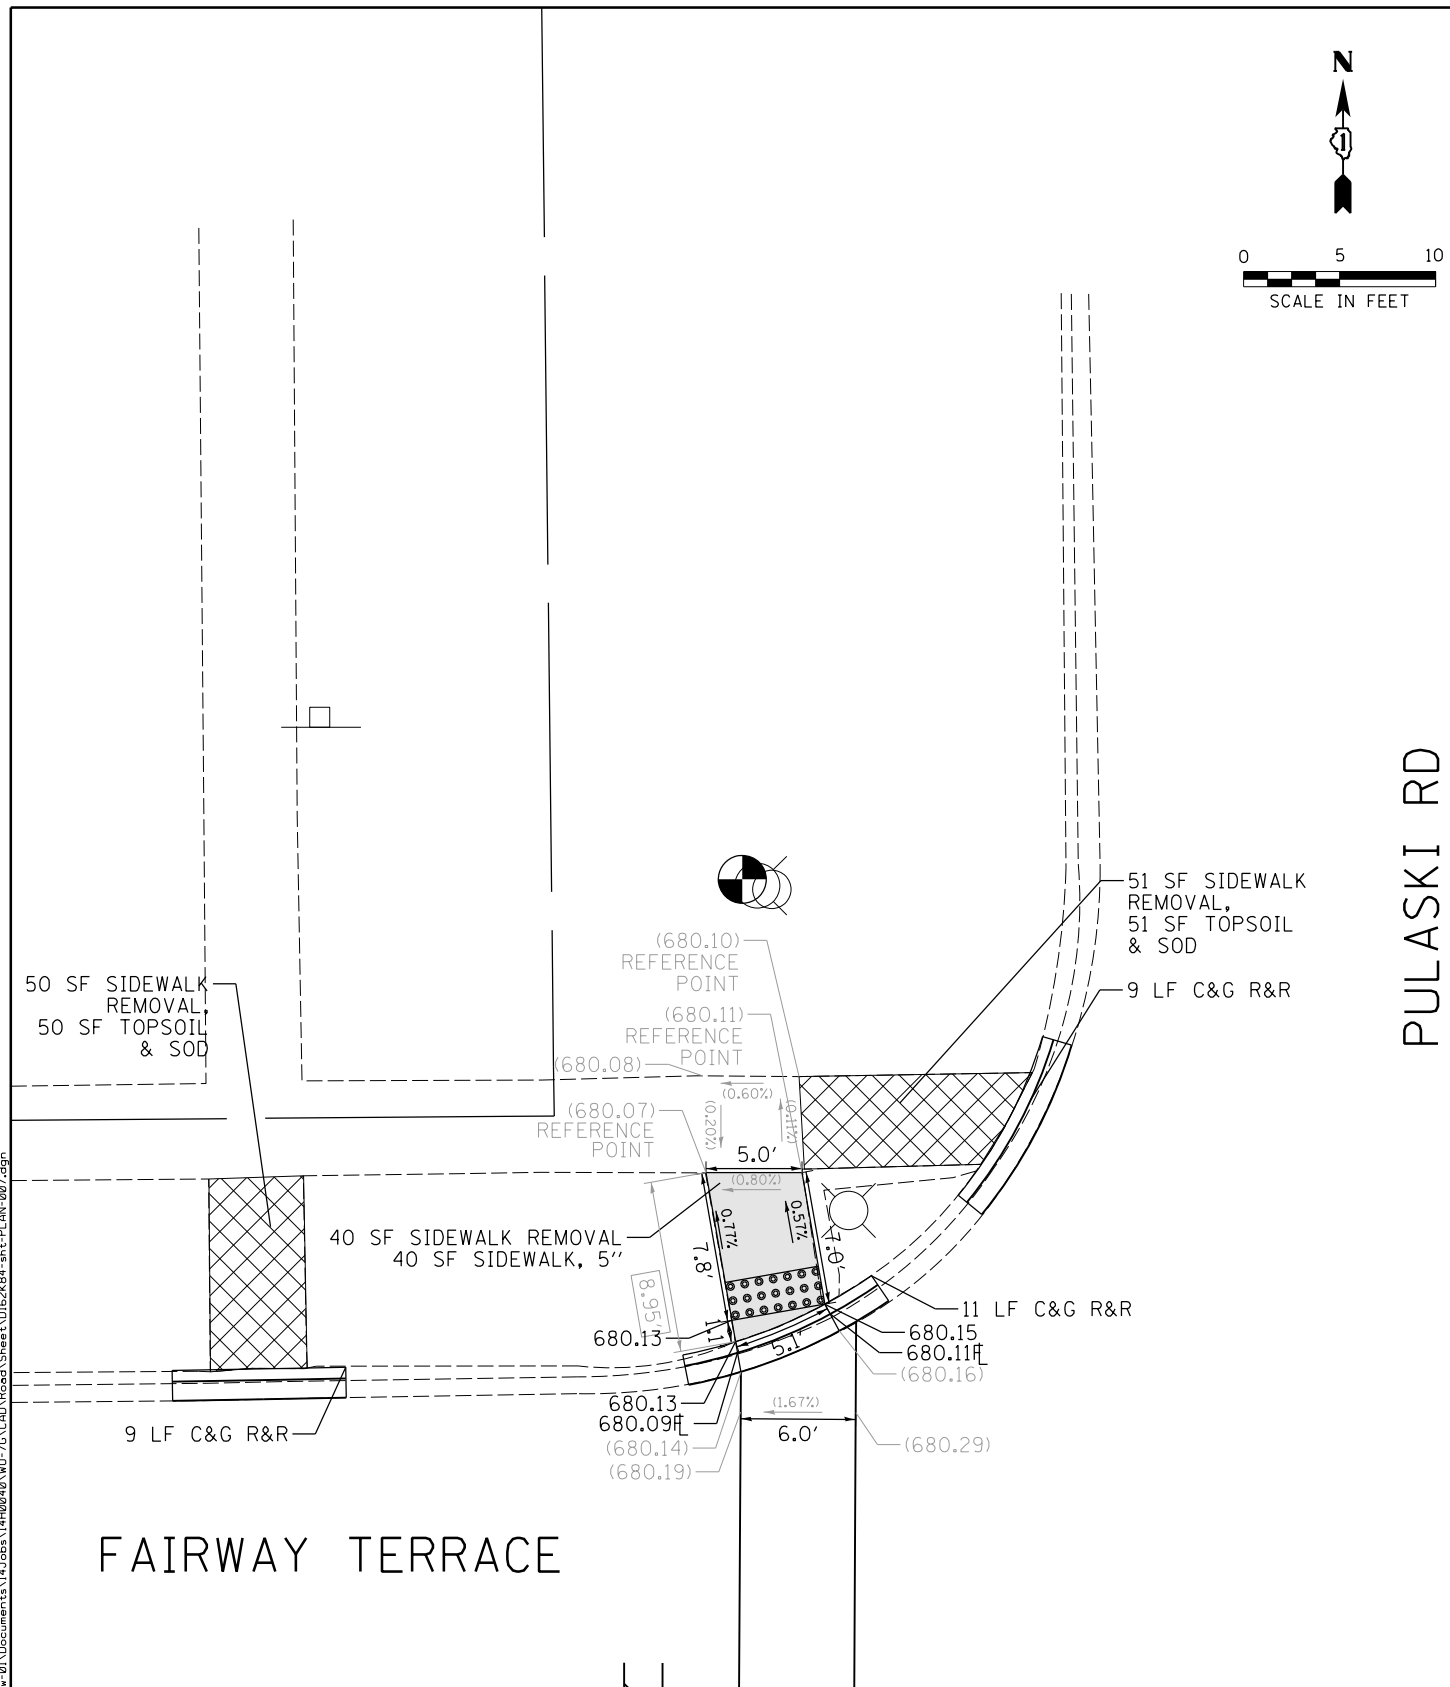 N
1
0 5 10
SCALE IN FEET
PULASKI RD
51 SF SIDEWALK
REMOVAL,
51 SF TOPSOIL
& SOD
9 LF C&G R&R
(680.10)
REFERENCE
POINT
(680.11)
REFERENCE
POINT
(680.08)
(680.07)
REFERENCE
POINT
50 SF SIDEWALK
REMOVAL,
50 SF TOPSOIL
& SOD
(0.60%)
(0.20%)
(0.11%)
5.0'
(0.80%)
0.77%
0.57%
40 SF SIDEWALK REMOVAL
40 SF SIDEWALK, 5"
7.8'
7.0'
8.95'
1.1'
5.1'
680.13
11 LF C&G R&R
680.15
680.11FL
(680.16)
680.13
680.09FL
(680.14)
(680.19)
(1.67%)
6.0'
(680.29)
9 LF C&G R&R
FAIRWAY TERRACE